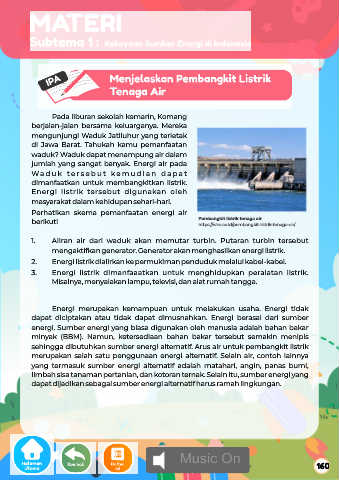 MATERI
Subtema 1 : Kekayaan Sumber Energi di Indonesia
IPA
Menjelaskan Pembangkit Listrik
Tenaga Air
Pada liburan sekolah kemarin, Komang
berjalan-jalan bersama keluarganya. Mereka
mengunjungi Waduk Jatiluhur yang terletak
di Jawa Barat. Tahukah kamu pemanfaatan
waduk? Waduk dapat menampung air dalam
jumlah yang sangat banyak. Energi air pada
Waduk tersebut kemudian dapat
dimanfaatkan untuk membangkitkan listrik.
Energi listrik tersebut digunakan oleh
masyarakat dalam kehidupan sehari-hari.
Perhatikan skema pemanfaatan energi air
berikut!
Pembangkit listrik tenaga air
1. Aliran air dari waduk akan memutar turbin. Putaran turbin tersebut
mengaktifkan generator. Generator akan menghasilkan energi listrik.
2. Energi listrik dialirkan ke permukiman penduduk melalui kabel-kabel.
3. Energi listrik dimanfaaatkan untuk menghidupkan peralatan listrik.
Misalnya, menyalakan lampu, televisi, dan alat rumah tangga.
Energi merupakan kemampuan untuk melakukan usaha. Energi tidak
dapat diciptakan atau tidak dapat dimusnahkan. Energi berasal dari sumber
energi. Sumber energi yang biasa digunakan oleh manusia adalah bahan bakar
minyak (BBM). Namun, ketersediaan bahan bakar tersebut semakin menipis
sehingga dibutuhkan sumber energi alternatif. Arus air untuk pembangkit listrik
merupakan salah satu penggunaan energi alternatif. Selain air, contoh lainnya
yang termasuk sumber energi alternatif adalah matahari, angin, panas bumi,
limbah sisa tanaman pertanian, dan kotoran ternak. Selain itu, sumber energi yang
dapat dijadikan sebagai sumber energi alternatif harus ramah lingkungan.
Halaman
Utama
Music On
160